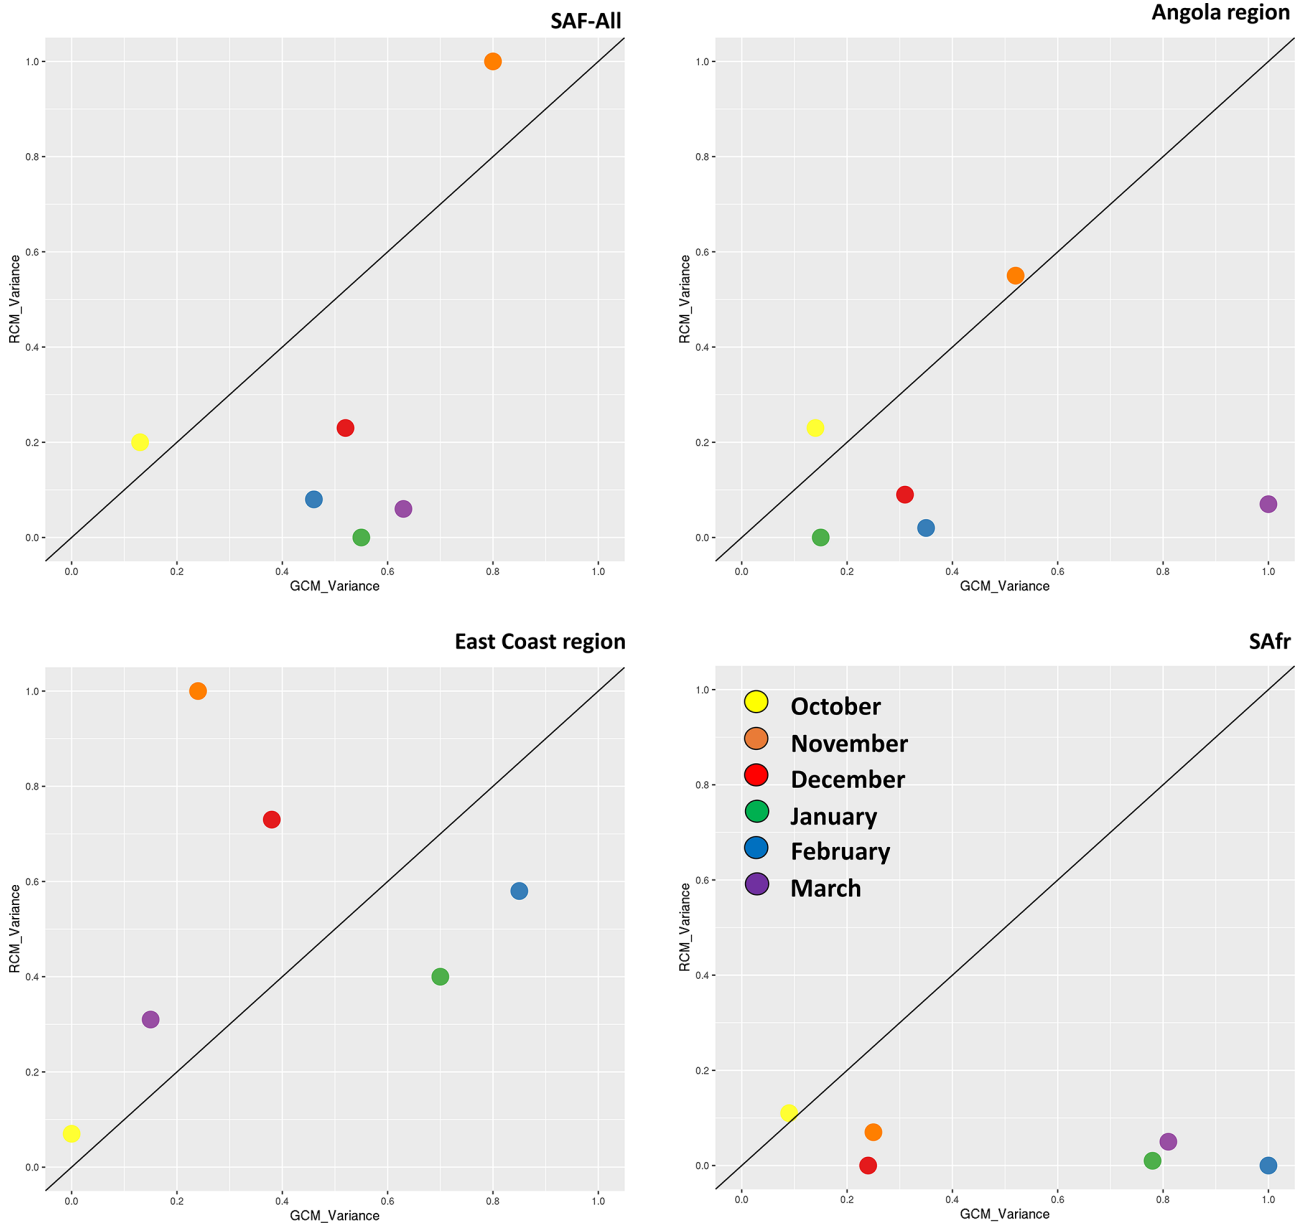 SAF-All
1.0
0.8
0.6
0.4
0.2
0.0
RCM_Variance
0.0 0.2 0.4 0.6 0.8 1.0
GCM_Variance
Angola region
1.0
0.8
0.6
0.4
0.2
0.0
RCM_Variance
0.0 0.2 0.4 0.6 0.8 1.0
GCM_Variance
East Coast region
1.0
0.8
0.6
0.4
0.2
0.0
RCM_Variance
0.0 0.2 0.4 0.6 0.8 1.0
GCM_Variance
SAfr
October
November
December
January
February
March
1.0
0.8
0.6
0.4
0.2
0.0
RCM_Variance
0.0 0.2 0.4 0.6 0.8 1.0
GCM_Variance